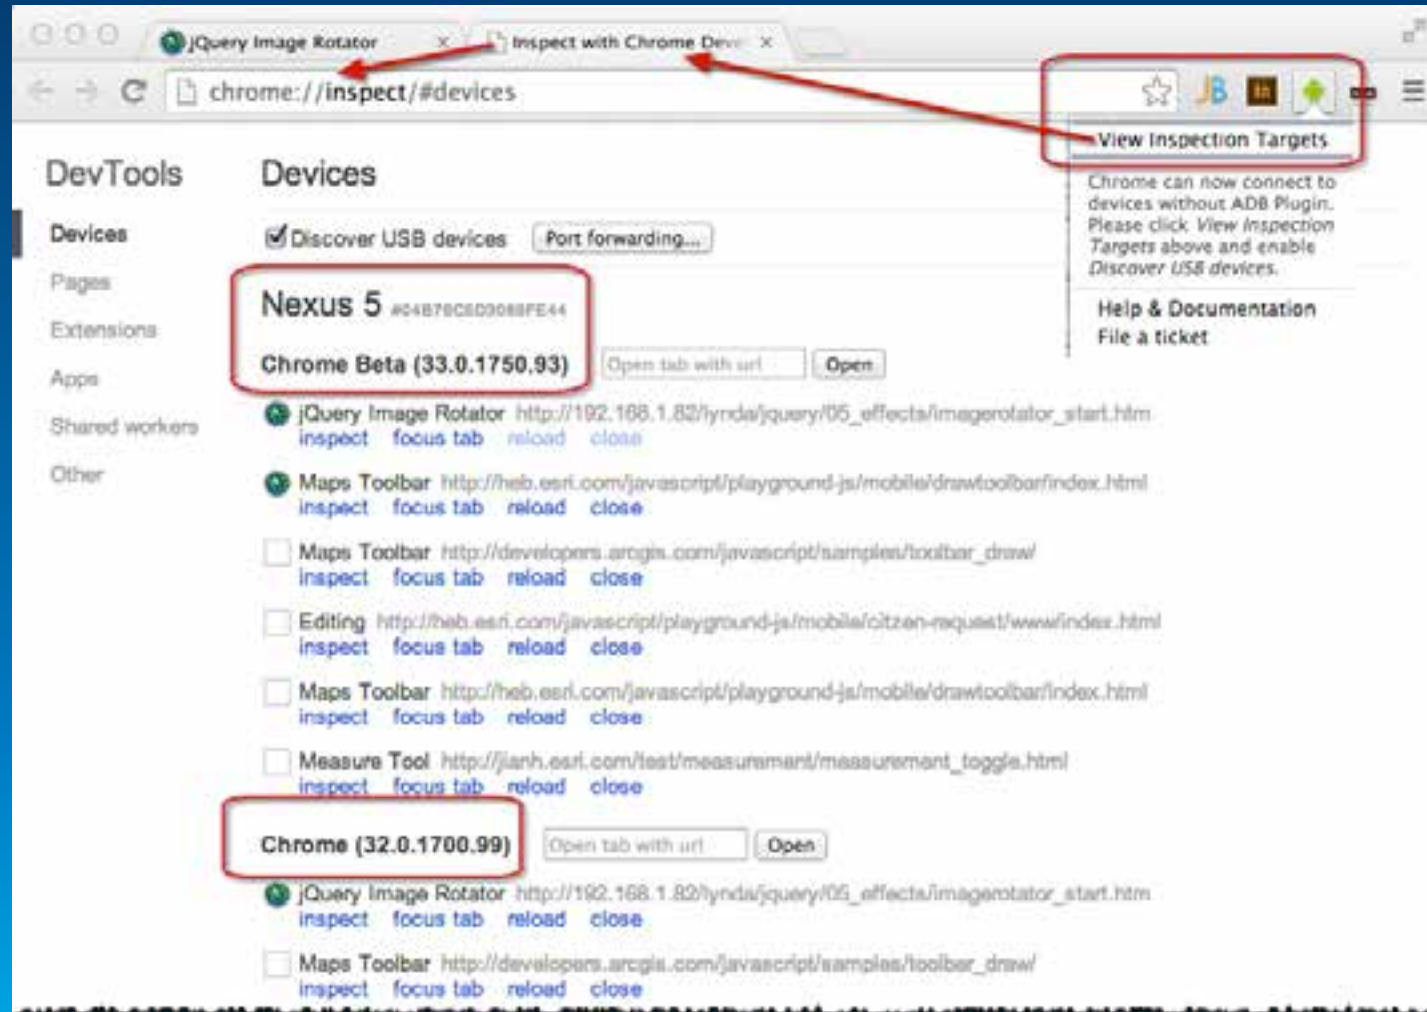 jQuery Image Rotator
Inspect with Chrome Deve
chrome://inspect/#devices
JB
View Inspection Targets
Chrome can now connect to
devices without ADB Plugin.
Please click View Inspection
Targets above and enable
Discover USB devices.
Help & Documentation
File a ticket
DevTools
Devices
Pages
Extensions
Apps
Shared workers
Other
Devices
Discover USB devices Port forwarding...
Nexus 5
Chrome Beta (33.0.1750.93) Open tab with url Open
jQuery Image Rotator http://192.168.1.82/lynda/jquery/05_effects/imagerotator_start.htm
inspect focus tab reload close
Maps Toolbar http://heb.esri.com/javascript/playground-js/mobile/drawtoolbar/index.html
inspect focus tab reload close
Maps Toolbar http://developers.arcgis.com/javascript/samples/toolbar_draw/
inspect focus tab reload close
Editing http://heb.esri.com/javascript/playground-js/mobile/citzen-request/www/index.html
inspect focus tab reload close
Maps Toolbar http://heb.esri.com/javascript/playground-js/mobile/drawtoolbar/index.html
inspect focus tab reload close
Measure Tool http://jianh.esri.com/test/measurement/measurement_toggle.html
inspect focus tab reload close
Chrome (32.0.1700.99) Open tab with url Open
jQuery Image Rotator http://192.168.1.82/lynda/jquery/05_effects/imagerotator_start.htm
inspect focus tab reload close
Maps Toolbar http://developers.arcgis.com/javascript/samples/toolbar_draw/
inspect focus tab reload close